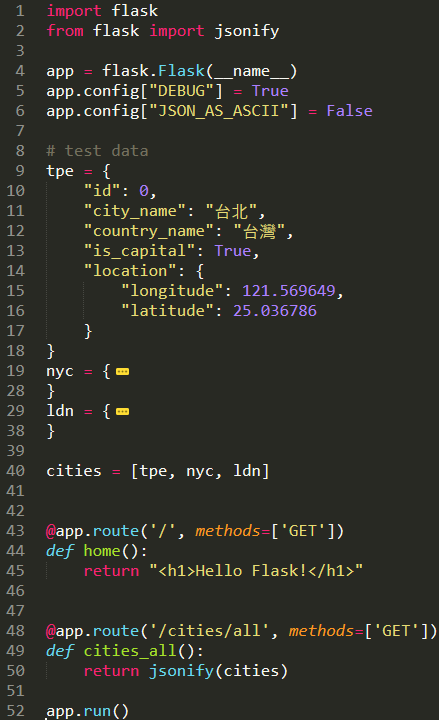 1 import flask
2 from flask import jsonify
3
4 app = flask.Flask(__name__)
5 app.config["DEBUG"] = True
6 app.config["JSON_AS_ASCII"] = False
7
8 # test data
9 tpe = {
10     "id": 0,
11     "city_name": "台北",
12     "country_name": "台灣",
13     "is_capital": True,
14     "location": {
15         "longitude": 121.569649,
16         "latitude": 25.036786
17     }
18 }
19 nyc = {
28 }
29 ldn = {
38 }
39
40 cities = [tpe, nyc, ldn]
41
42
43 @app.route('/', methods=['GET'])
44 def home():
45     return "<h1>Hello Flask!</h1>"
46
47
48 @app.route('/cities/all', methods=['GET'])
49 def cities_all():
50     return jsonify(cities)
51
52 app.run()